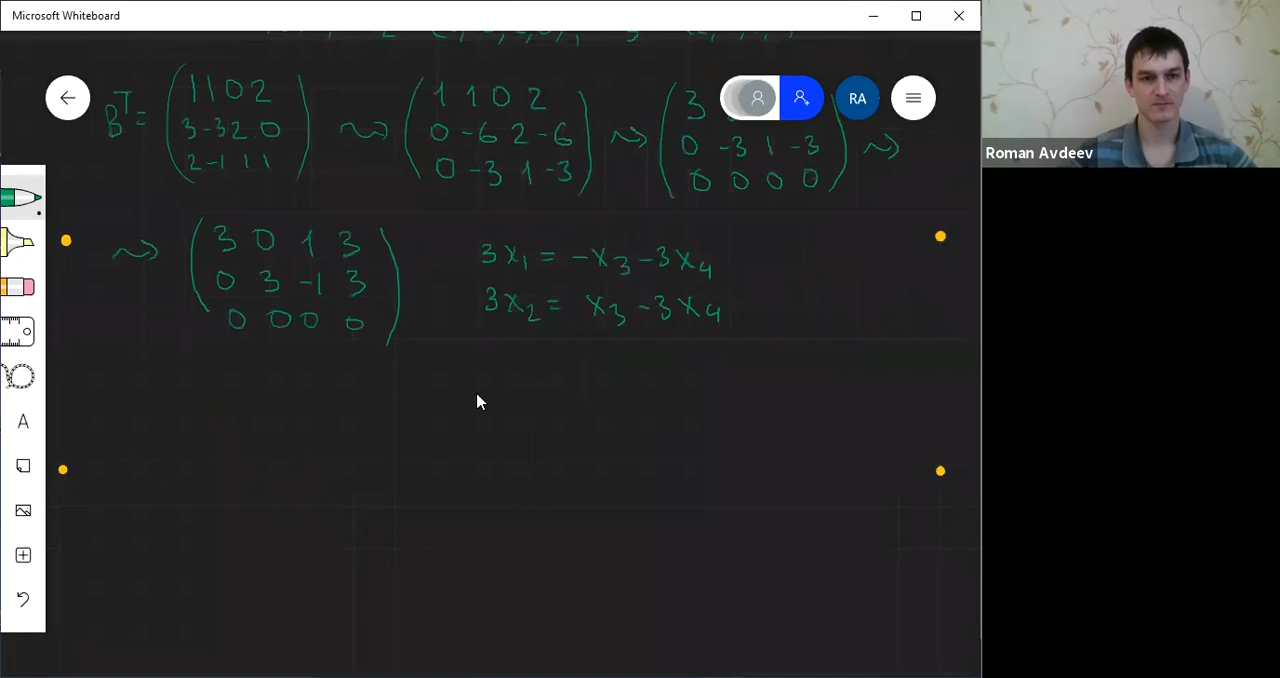 Microsoft Whiteboard
RA
Roman Avdeev
B^T = ( 1 1 0 2 ; 3 -3 2 0 ; 2 -1 1 1 ) ⇝ ( 1 1 0 2 ; 0 -6 2 -6 ; 0 -3 1 -3 ) ⇝ ( 3 ; 0 -3 1 -3 ; 0 0 0 0 ) ⇝
⇝ ( 3 0 1 3 ; 0 3 -1 3 ; 0 0 0 0 )
3x₁ = -x₃ - 3x₄
3x₂ = x₃ - 3x₄
A